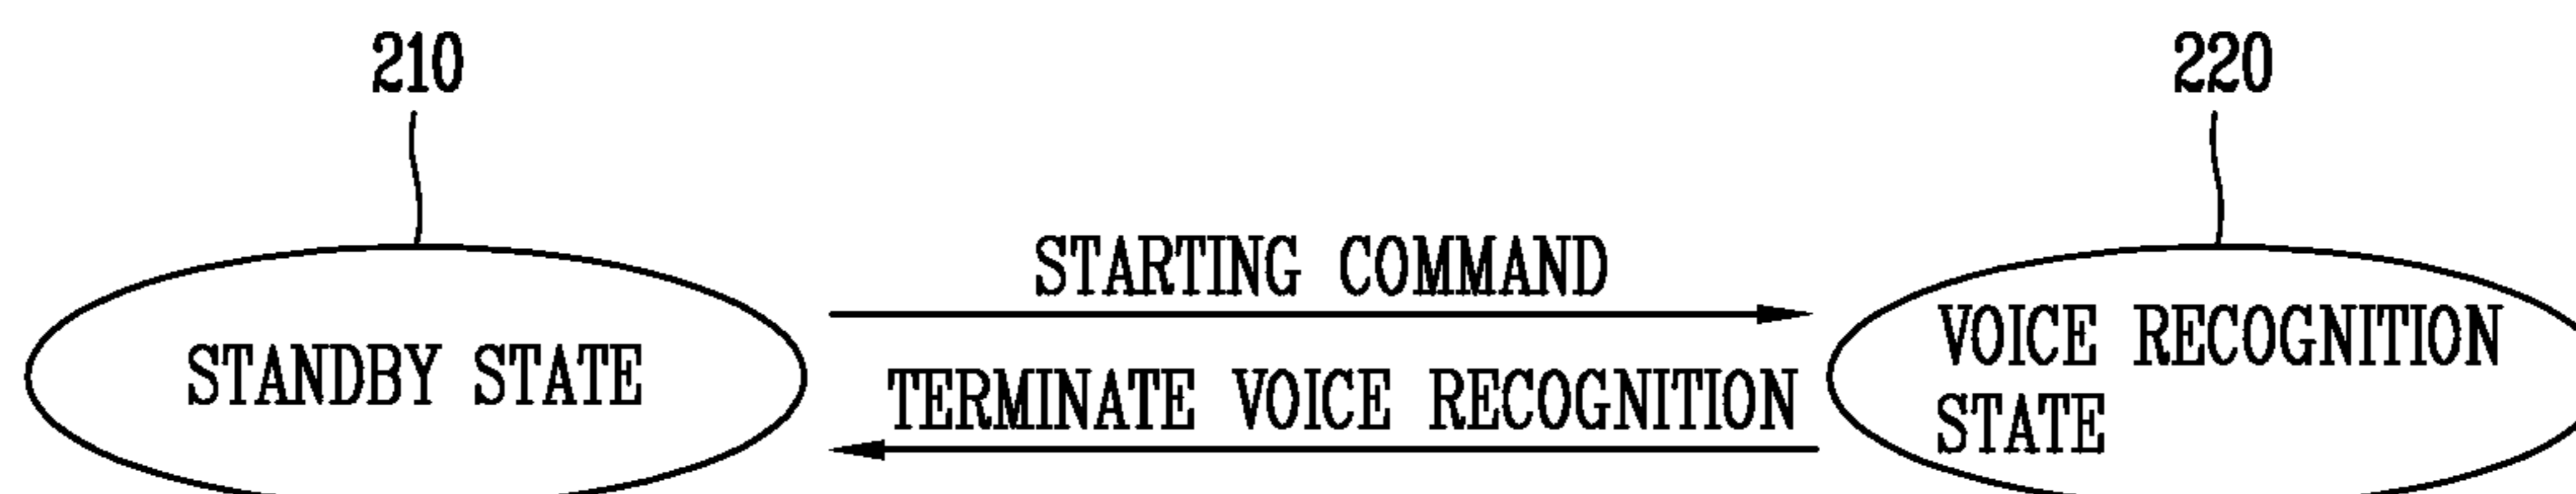 210
220
STARTING COMMAND
STANDBY STATE
TERMINATE VOICE RECOGNITION
VOICE RECOGNITION
STATE